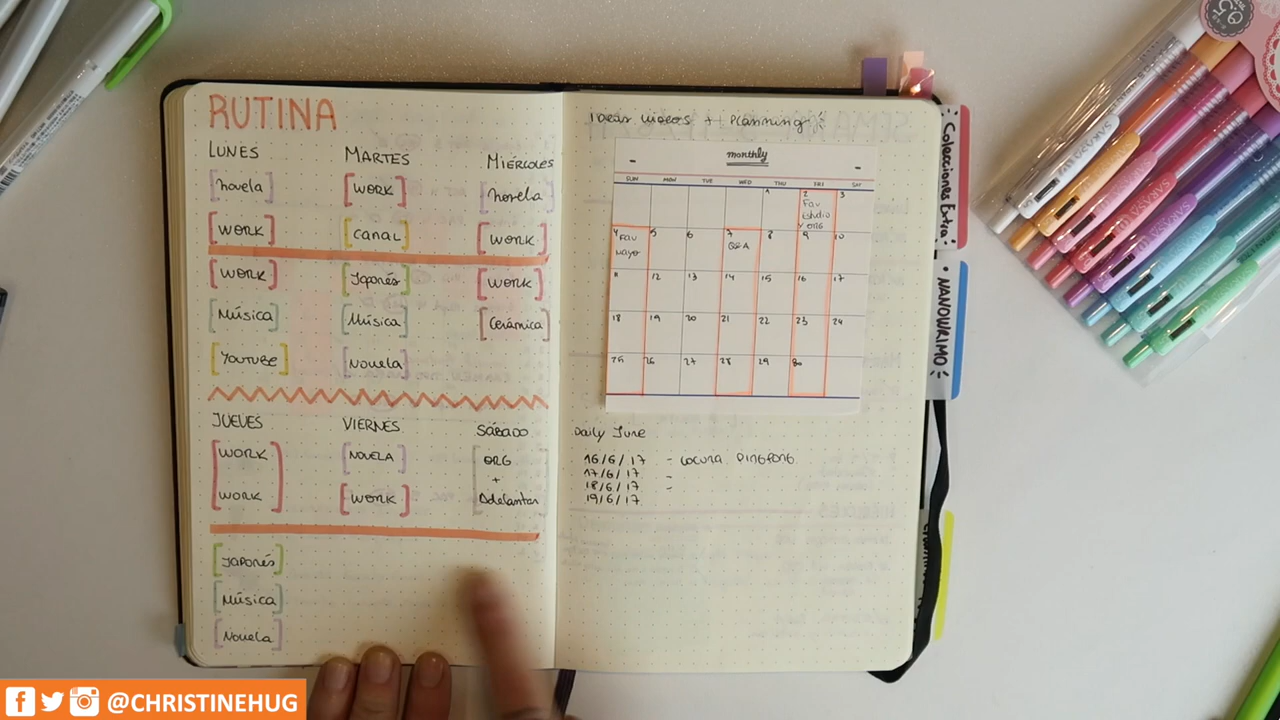 RUTINA
LUNES
novela
WORK
WORK
Música
YOUTUBE
MARTES
WORK
CANAL
Japonés
Música
Novela
MIÉRCOLES
novela
WORK
WORK
Cerámica
JUEVES
WORK
WORK
JAPONÉS
Música
Novela
VIERNES
NOVELA
WORK
SÁBADO
ORG
+
Adelantar
Ideas videos + Planning
monthly
SUN MON TUE WED THU FRI SAT
1 2 3
Fav
Estudio
y ORG
4 5 6 7 8 9 10
Fav
Mayo
Q&A
11 12 13 14 15 16 17
18 19 20 21 22 23 24
25 26 27 28 29 30
Daily June
16/6/17 - LOCURA PINGPONG
17/6/17 -
18/6/17 -
19/6/17
Colecciones Extra
• NANOWRIMO
SAKAMOTO
@CHRISTINEHUG